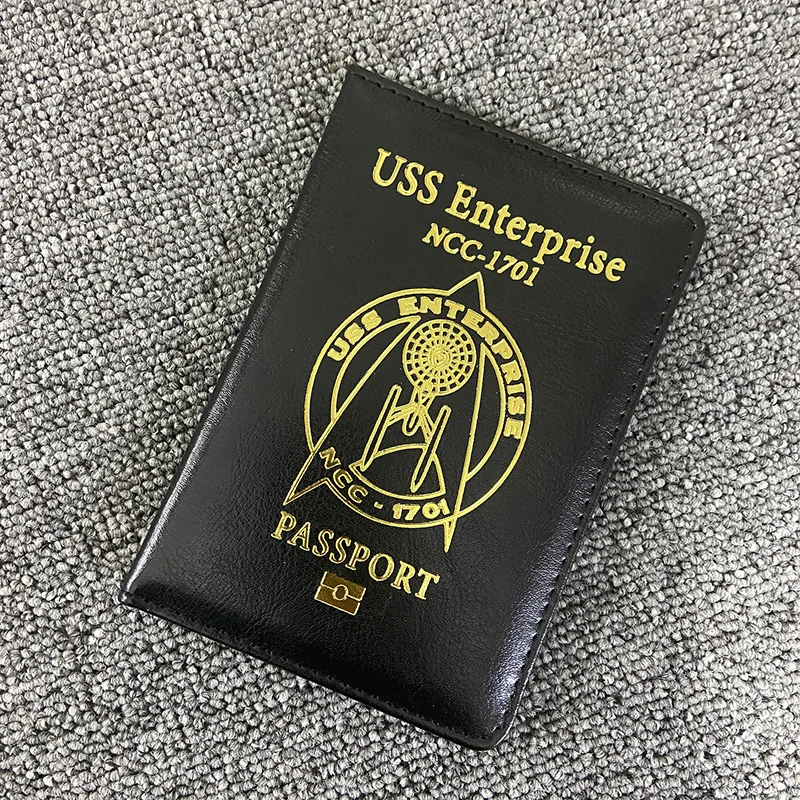 USS Enterprise
NCC-1701
USS ENTERPRISE
NCC - 1701
PASSPORT